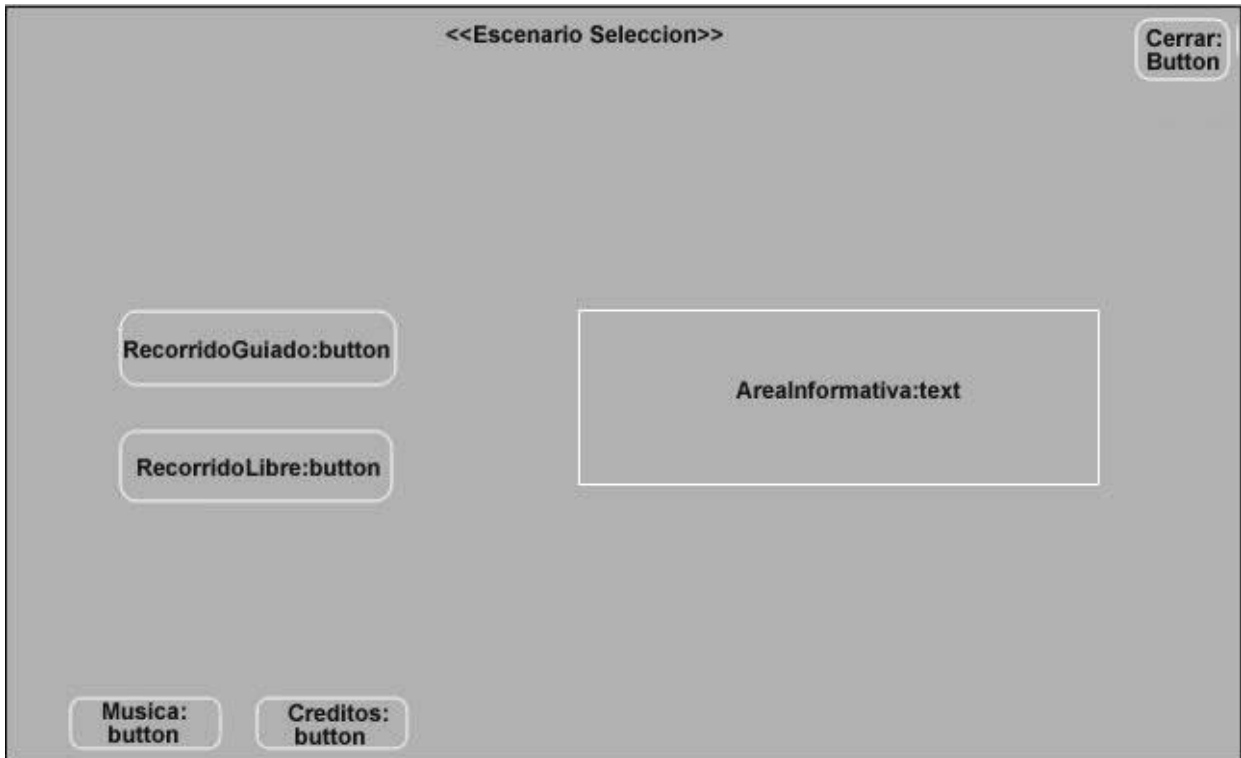 <<Escenario Seleccion>>
Cerrar:
Button
RecorridoGuiado:button
AreaInformativa:text
RecorridoLibre:button
Musica:
button
Creditos:
button